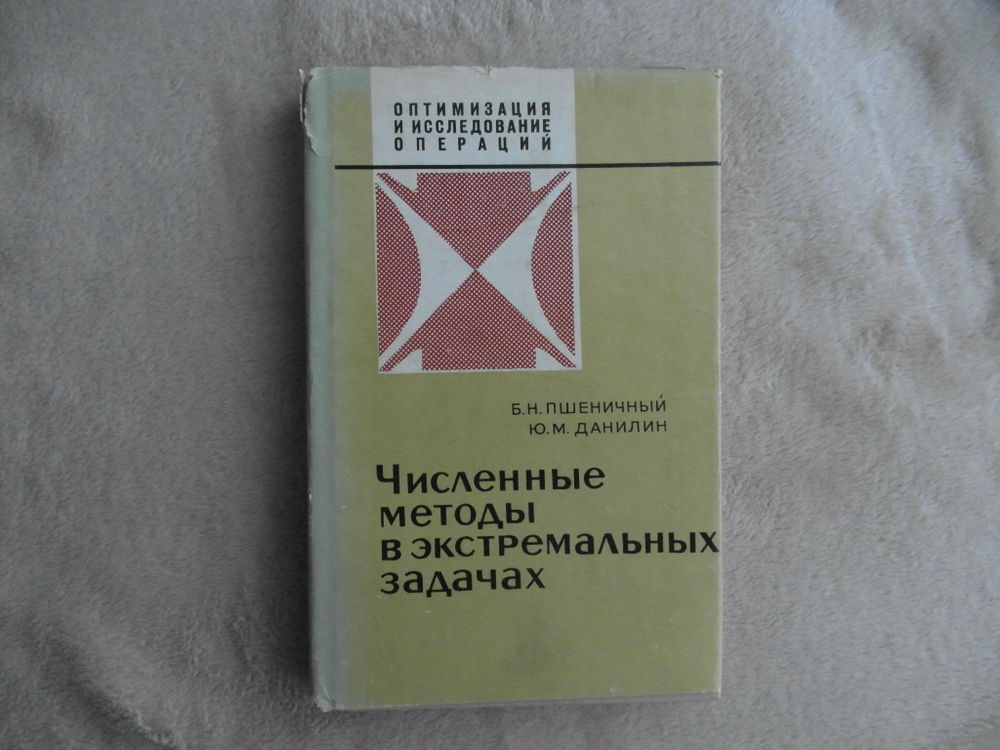 ОПТИМИЗАЦИЯ
И ИССЛЕДОВАНИЕ
ОПЕРАЦИЙ
Б.Н. ПШЕНИЧНЫЙ
Ю.М. ДАНИЛИН
Численные
методы
в экстремальных
задачах